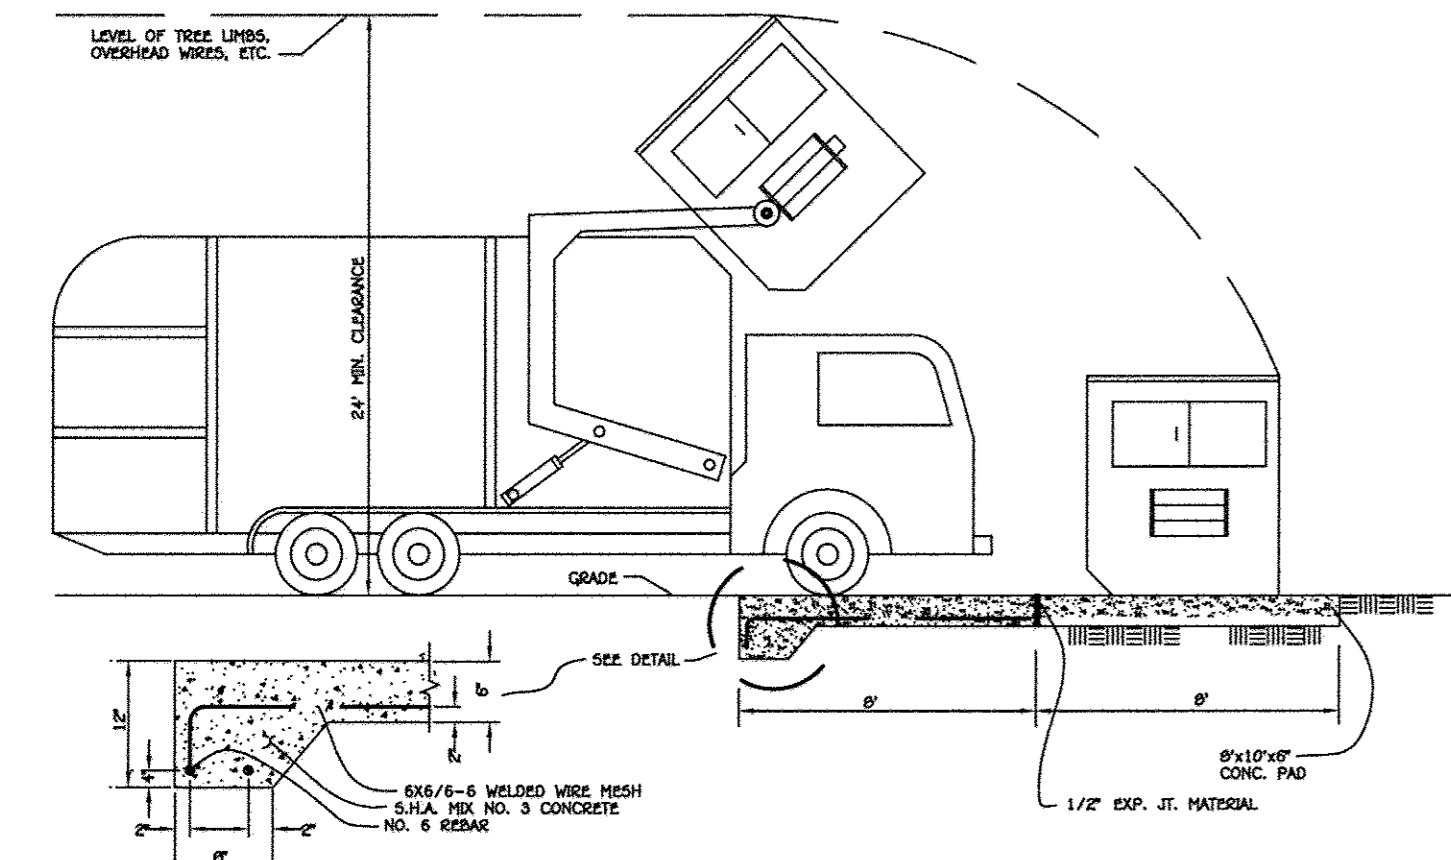 LEVEL OF TREE LIMBS,
OVERHEAD WIRES, ETC.
24' MIN. CLEARANCE
GRADE
SEE DETAIL
6"
12"
2"
4"
8'
8'
8'x10'x6"
CONC. PAD
6X6/6-6 WELDED WIRE MESH
S.H.A. MIX NO. 3 CONCRETE
NO. 6 REBAR
1/2" EXP. JT. MATERIAL
2"
2"